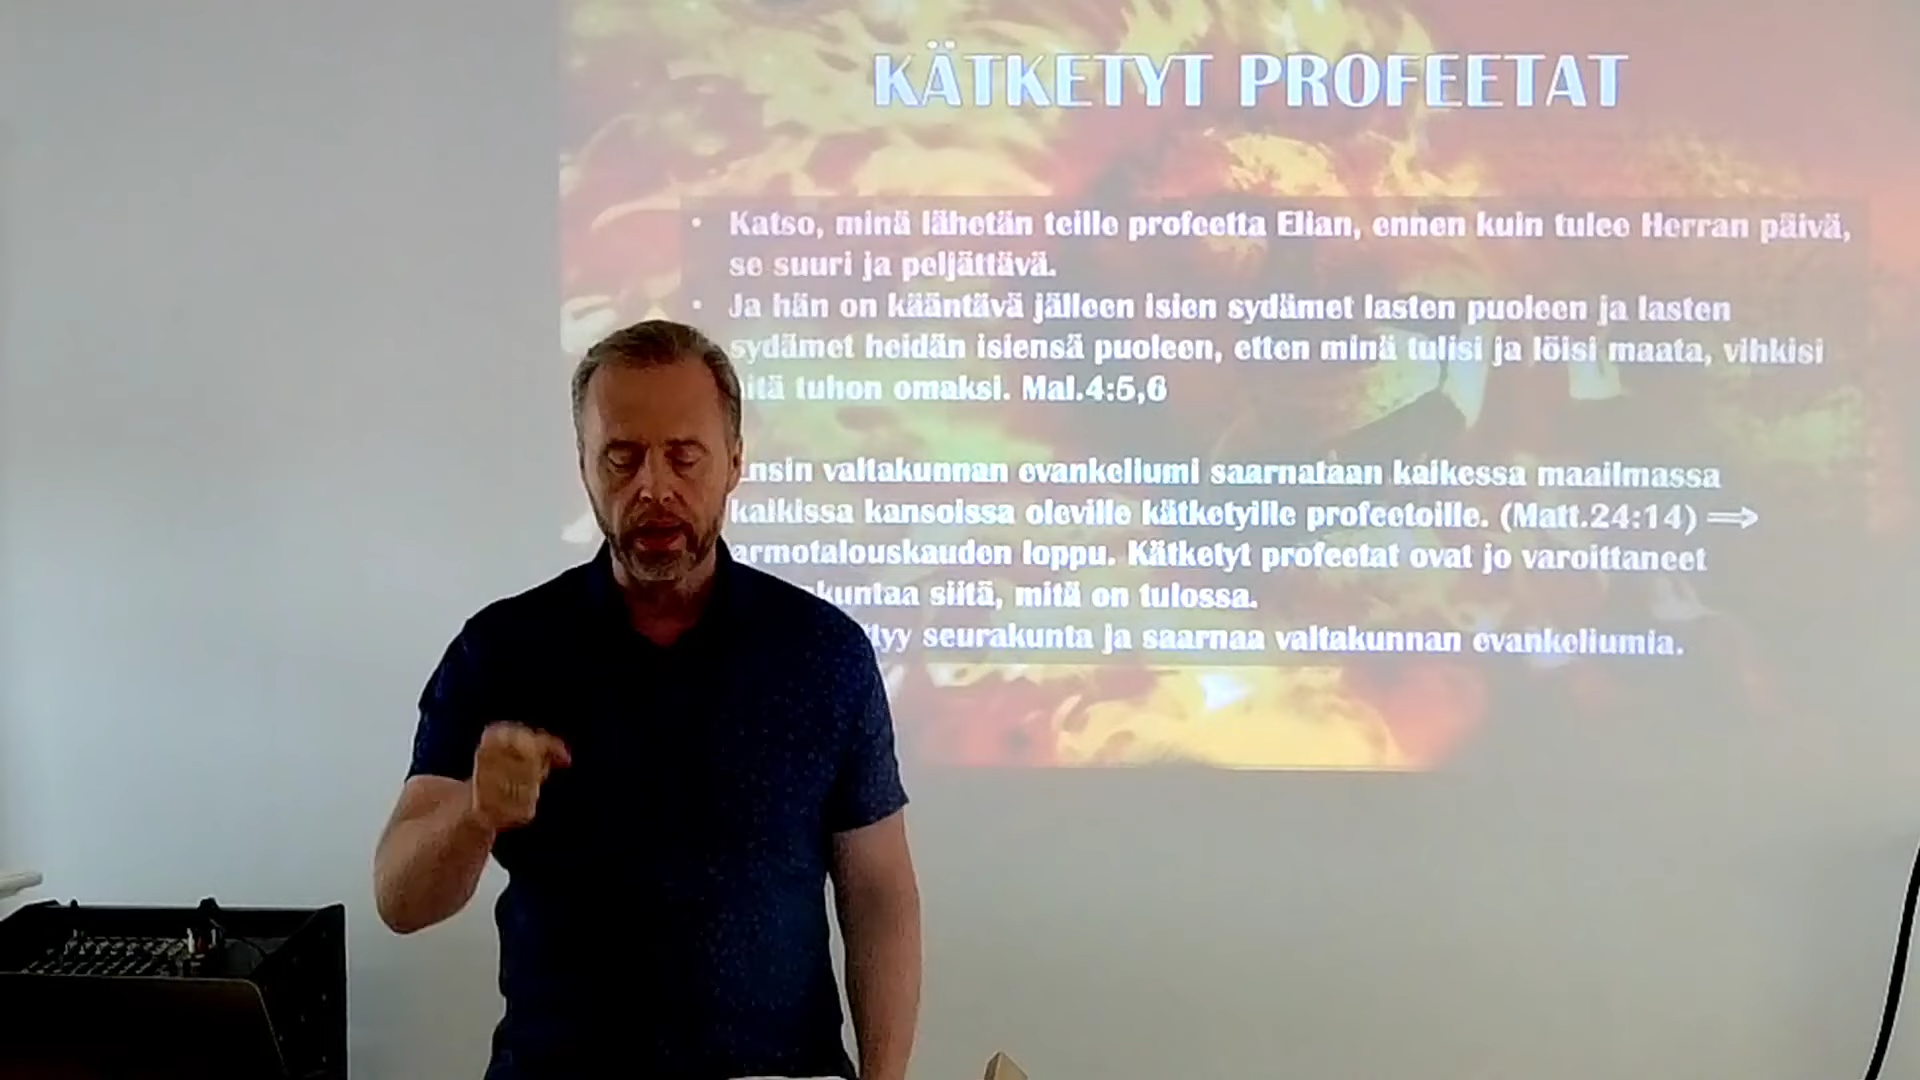 KÄTKETYT PROFEETAT
• Katso, minä lähetän teille profeetta Elian, ennen kuin tulee Herran päivä,
se suuri ja peljättävä.
• Ja hän on kääntävä jälleen isien sydämet lasten puoleen ja lasten
sydämet heidän isiensä puoleen, etten minä tulisi ja löisi maata, vihkisi
tuhon omaksi. Mal.4:5,6
valtakunnan evankeliumi saarnataan kaikessa maailmassa
kaikissa kansoissa oleville kätketyille profeetoille. (Matt.24:14) ⇒
loppu. Kätketyt profeetat ovat jo varoittaneet
siitä, mitä on tulossa.
seurakunta ja saarnaa valtakunnan evankeliumia.